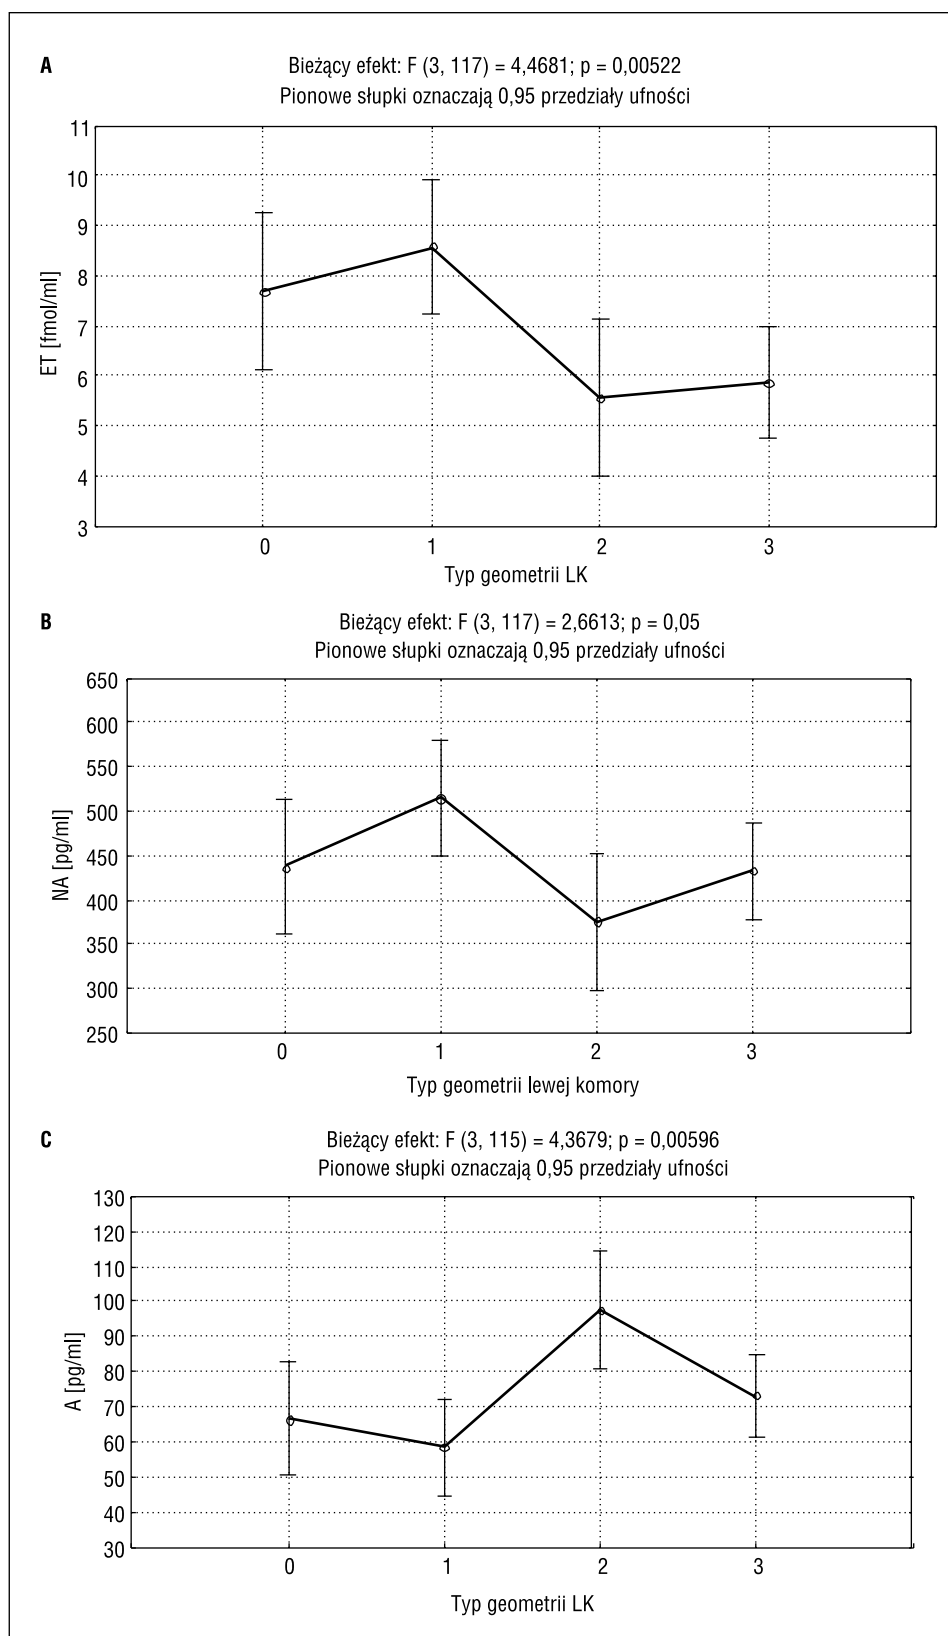 A
Bieżący efekt: F (3, 117) = 4,4681; p = 0,00522
Pionowe słupki oznaczają 0,95 przedziały ufności
11
10
9
8
7
6
5
4
3
ET [fmol/ml]
0 1 2 3
Typ geometrii LK
B
Bieżący efekt: F (3, 117) = 2,6613; p = 0,05
Pionowe słupki oznaczają 0,95 przedziały ufności
650
600
550
500
450
400
350
300
250
NA [pg/ml]
0 1 2 3
Typ geometrii lewej komory
C
Bieżący efekt: F (3, 115) = 4,3679; p = 0,00596
Pionowe słupki oznaczają 0,95 przedziały ufności
130
120
110
100
90
80
70
60
50
40
30
A [pg/ml]
0 1 2 3
Typ geometrii LK